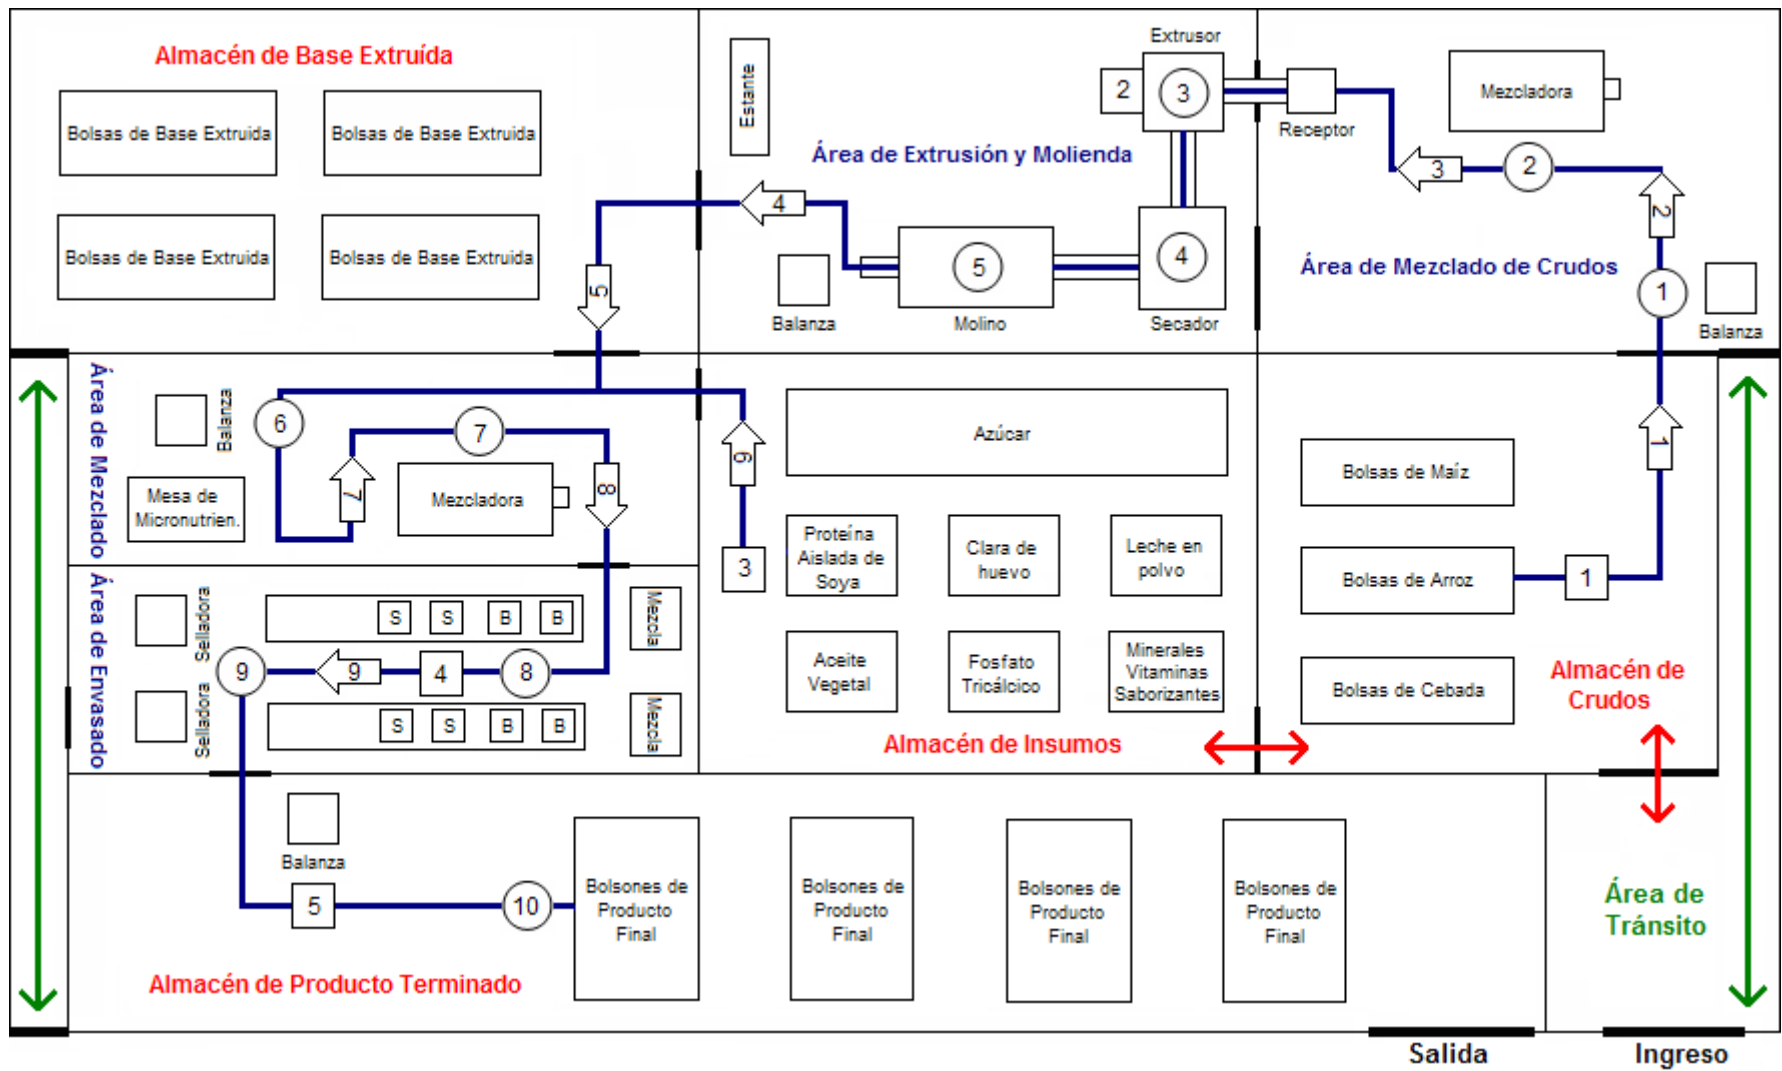 Almacén de Base Extruída
Bolsas de Base Extruida
Bolsas de Base Extruida
Bolsas de Base Extruida
Bolsas de Base Extruida
Estante
Extrusor
2
3
Área de Extrusión y Molienda
4
Balanza
5
Molino
4
Secador
Receptor
Mezcladora
3
2
2
Área de Mezclado de Crudos
1
Balanza
5
Área de Mezclado
Balanza
6
7
Mesa de
Micronutrien.
7
Mezcladora
8
6
3
Azúcar
Proteína
Aislada de
Soya
Clara de
huevo
Leche en
polvo
Aceite
Vegetal
Fosfato
Tricálcico
Minerales
Vitaminas
Saborizantes
Almacén de Insumos
Bolsas de Maíz
1
Bolsas de Arroz
1
Bolsas de Cebada
Almacén de
Crudos
Área de Envasado
Selladora
S
S
B
B
Mezcla
9
9
4
8
Selladora
S
S
B
B
Mezcla
Balanza
5
10
Bolsones de
Producto
Final
Bolsones de
Producto
Final
Bolsones de
Producto
Final
Bolsones de
Producto
Final
Almacén de Producto Terminado
Área de
Tránsito
Salida
Ingreso